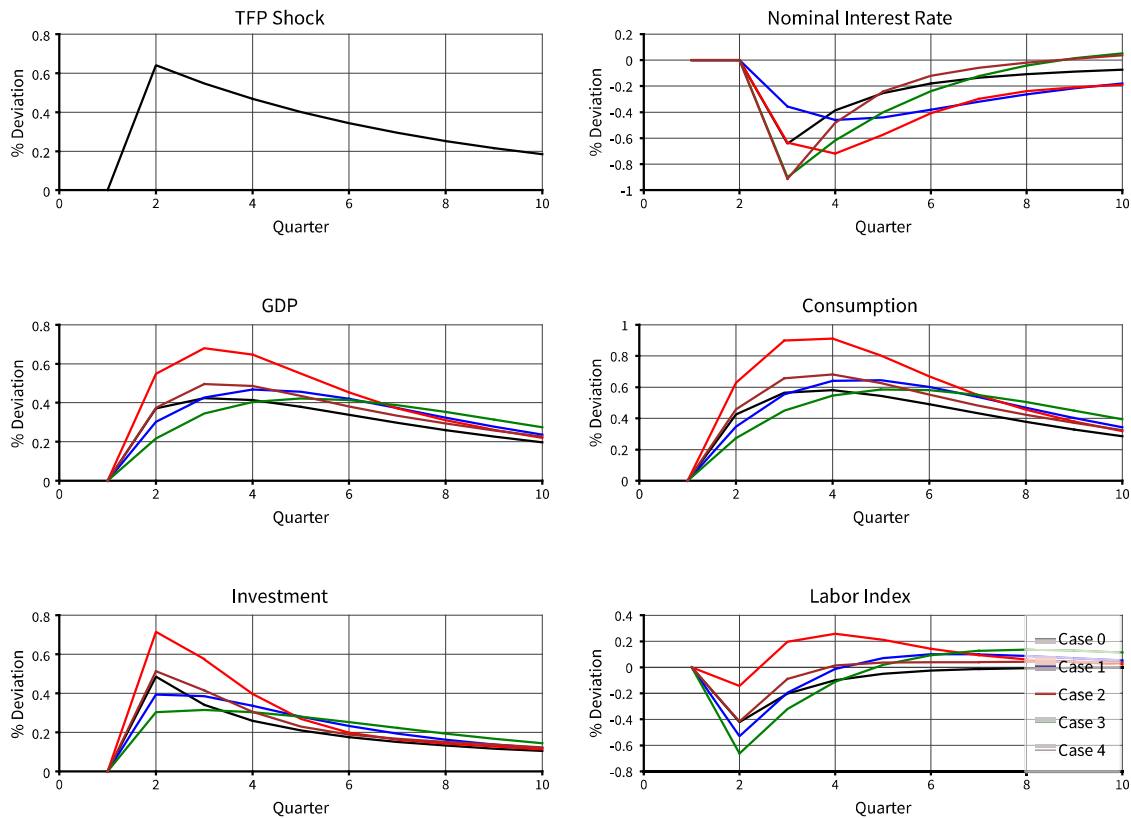 TFP Shock
% Deviation
0.8
0.6
0.4
0.2
0
0 2 4 6 8 10
Quarter
Nominal Interest Rate
% Deviation
0.2
0
-0.2
-0.4
-0.6
-0.8
-1
0 2 4 6 8 10
Quarter
GDP
% Deviation
0.8
0.6
0.4
0.2
0
0 2 4 6 8 10
Quarter
Consumption
% Deviation
1
0.8
0.6
0.4
0.2
0
0 2 4 6 8 10
Quarter
Investment
% Deviation
0.8
0.6
0.4
0.2
0
0 2 4 6 8 10
Quarter
Labor Index
% Deviation
0.4
0.2
0
-0.2
-0.4
-0.6
-0.8
0 2 4 6 8 10
Quarter
Case 0
Case 1
Case 2
Case 3
Case 4